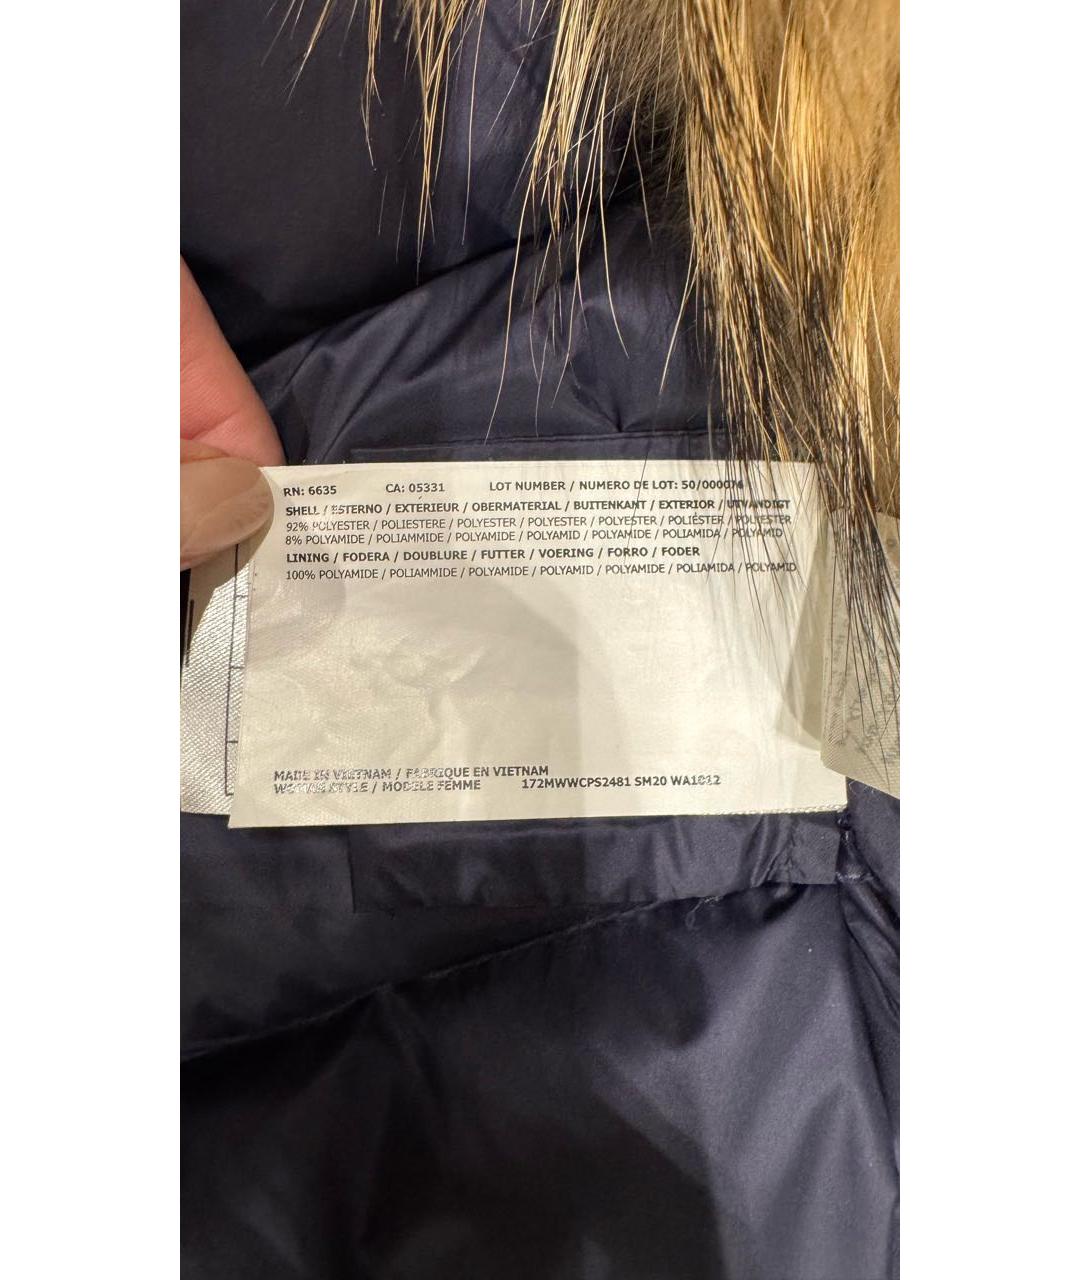 RN: 6635 CA: 05331 LOT NUMBER / NUMERO DE LOT: 50/000074
SHELL / ESTERNO / EXTÉRIEUR / OBERMATERIAL / BUITENKANT / EXTERIOR / UTVÄNDIGT
92% POLYESTER / POLIESTERE / POLYESTER / POLYESTER / POLYESTER / POLIÉSTER / POLYESTER
8% POLYAMIDE / POLIAMMIDE / POLYAMIDE / POLYAMID / POLYAMIDE / POLIAMIDA / POLYAMID
LINING / FODERA / DOUBLURE / FUTTER / VOERING / FORRO / FODER
100% POLYAMIDE / POLIAMMIDE / POLYAMIDE / POLYAMID / POLYAMIDE / POLIAMIDA / POLYAMID
MADE IN VIETNAM / FABRIQUE EN VIETNAM
WOMAN STYLE / MODÈLE FEMME 172MWWCPS2481 SM20 WA1012